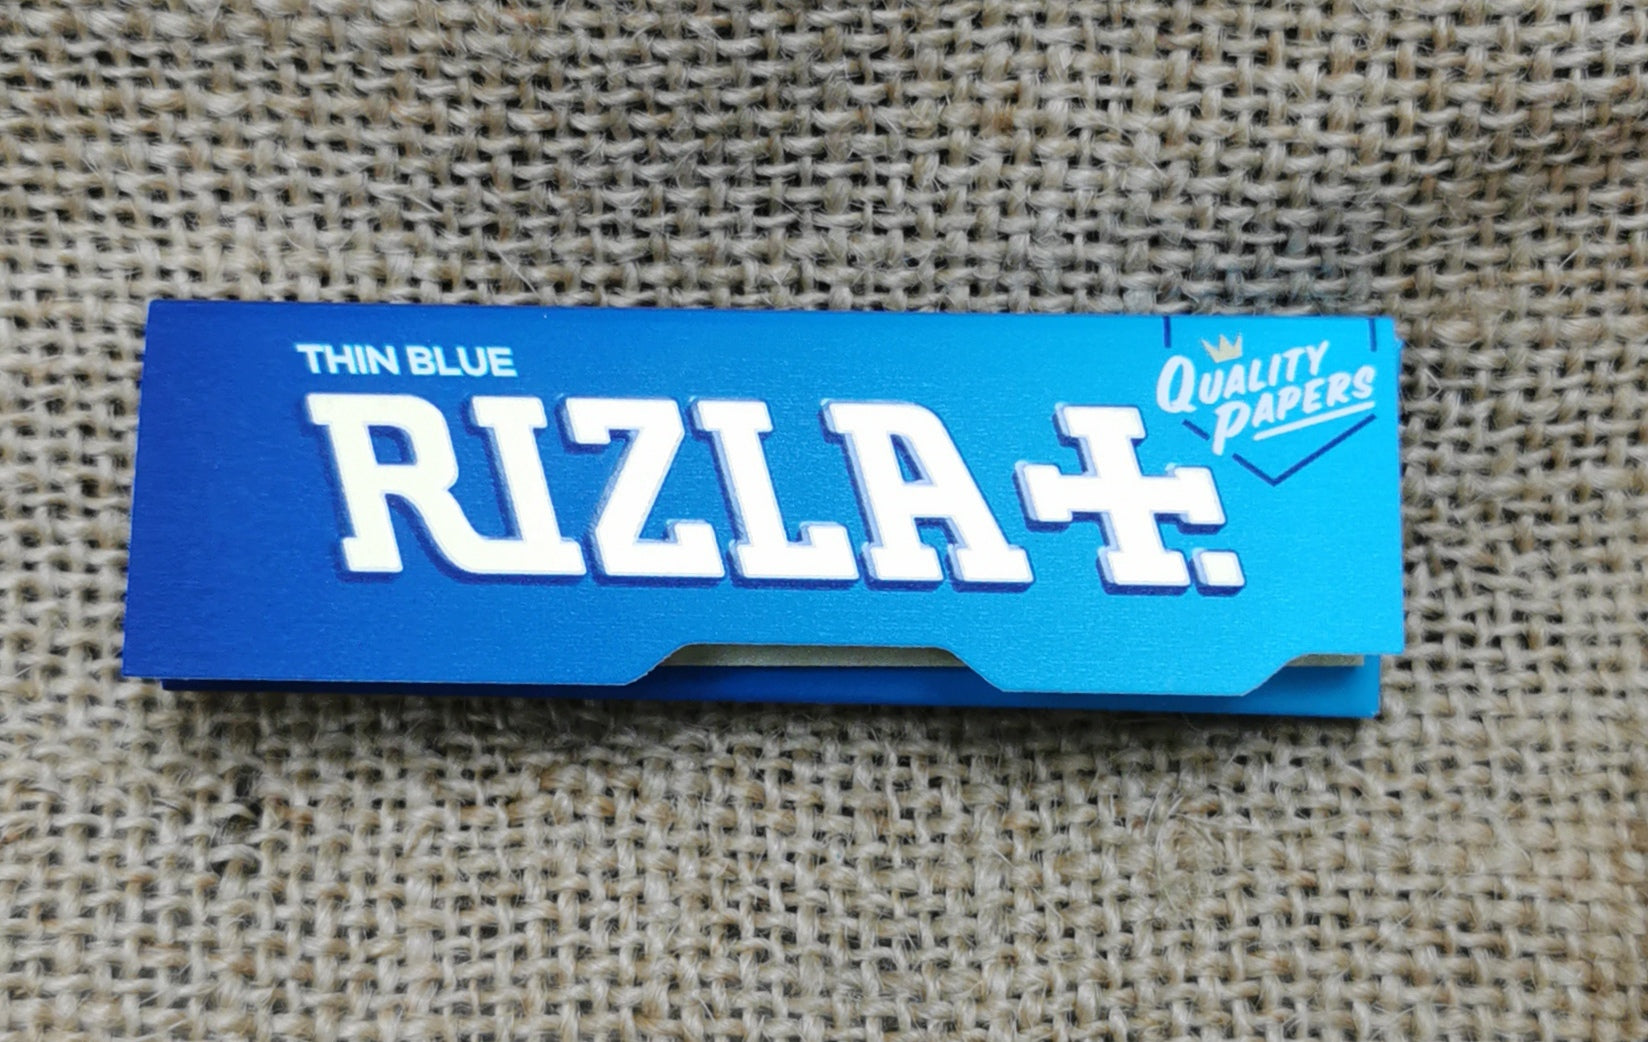 THIN BLUE
RIZLA+.
QUALITY
PAPERS